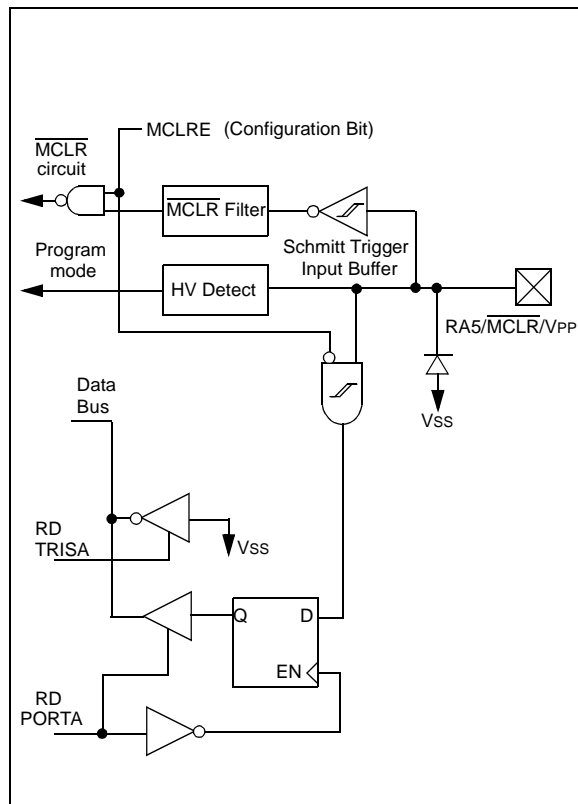 MCLRE (Configuration Bit)
MCLR
circuit
MCLR Filter
Schmitt Trigger
Input Buffer
Program
mode
HV Detect
RA5/MCLR/VPP
VSS
Data
Bus
RD
TRISA
VSS
Q D
EN
RD
PORTA